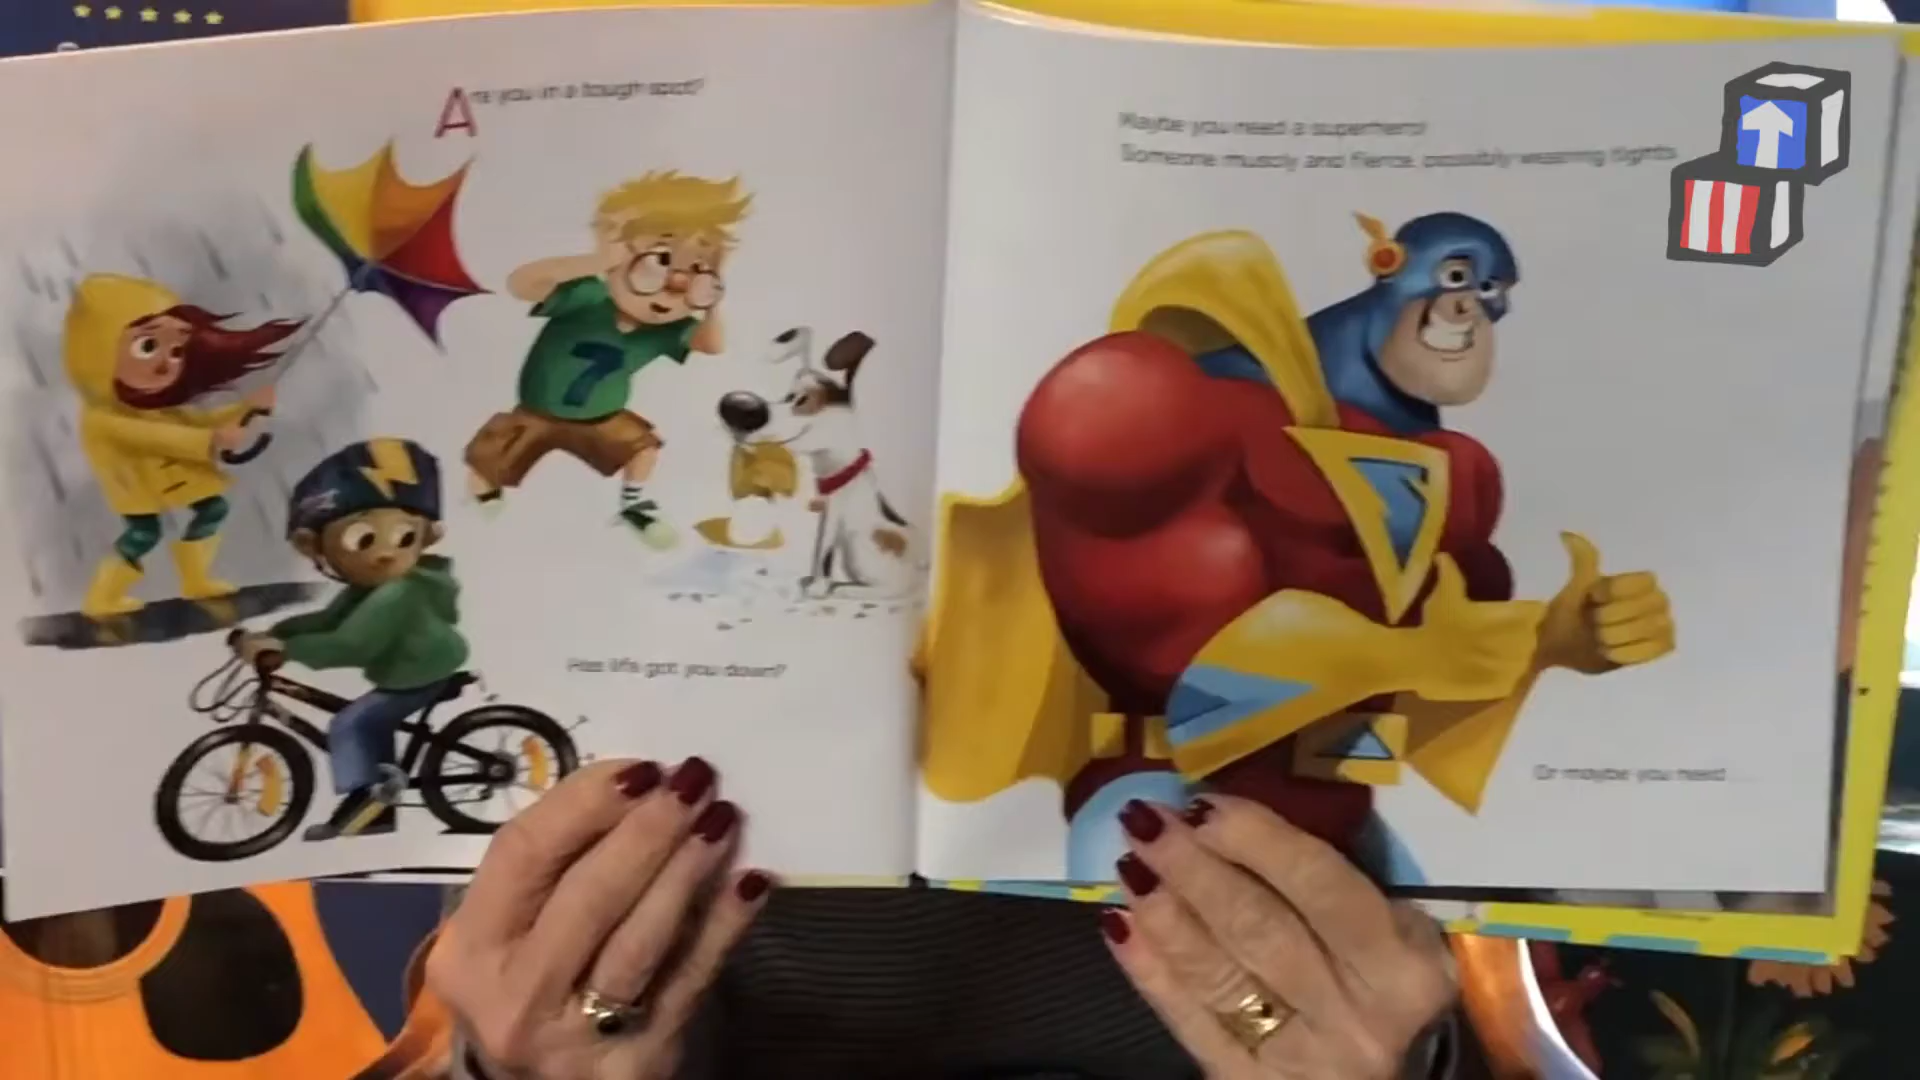 Are you in a tough spot?
7
Has life got you down?
Maybe you need a superhero!
Someone muscly and fierce, possibly wearing tights.
Or maybe you need . . .